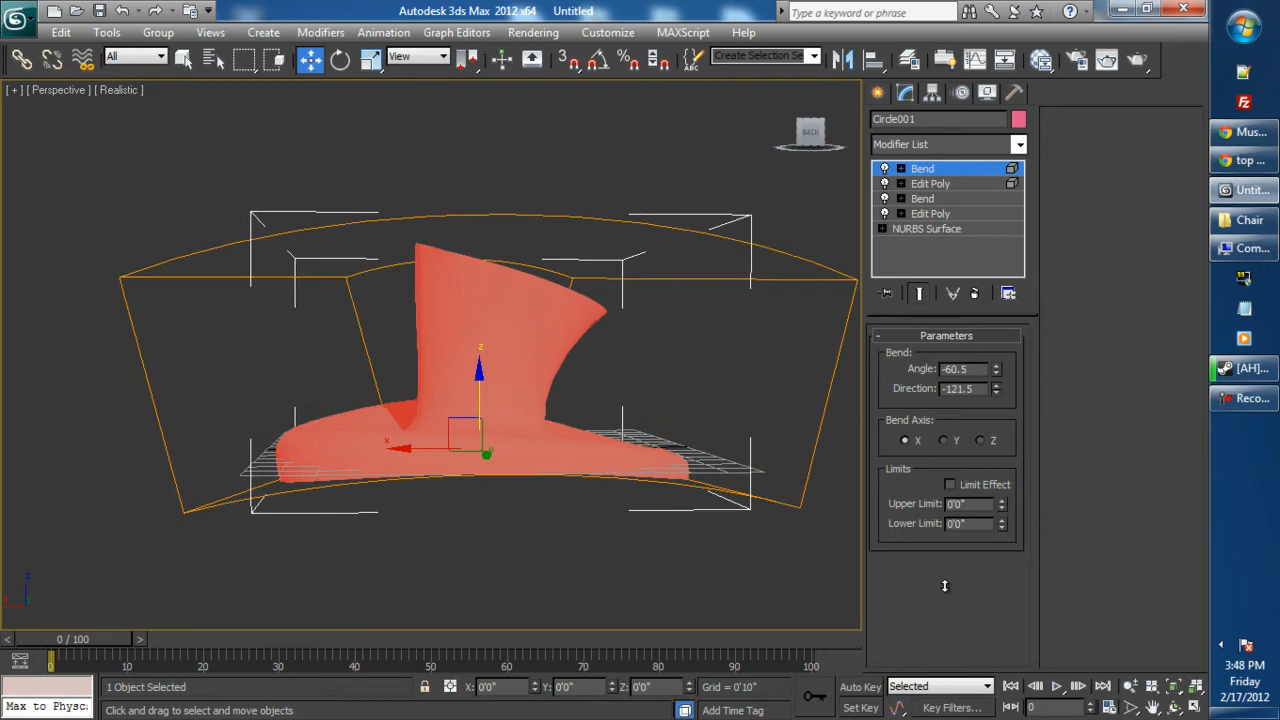 Autodesk 3ds Max 2012 x64 Untitled
Type a keyword or phrase
Edit Tools Group Views Create Modifiers Animation Graph Editors Rendering Customize MAXScript Help
All
View
Create Selection Se
[ + ] [ Perspective ] [ Realistic ]
BACK
Circle001
Modifier List
Bend
Edit Poly
Bend
Edit Poly
NURBS Surface
Parameters
Bend:
Angle: -60.5
Direction: -121.5
Bend Axis:
X Y Z
Limits
Limit Effect
Upper Limit: 0'0"
Lower Limit: 0'0"
z
x
y
z
x
Mus...
top ...
Untit...
Chair
Com...
[AH]...
Reco...
3:48 PM
Friday
2/17/2012
0 / 100
0 10 20 30 40 50 60 70 80 90 100
1 Object Selected
X: 0'0" Y: 0'0" Z: 0'0"
Grid = 0'10"
Auto Key
Selected
Max to Physc
Click and drag to select and move objects
Add Time Tag
Set Key
Key Filters...
0